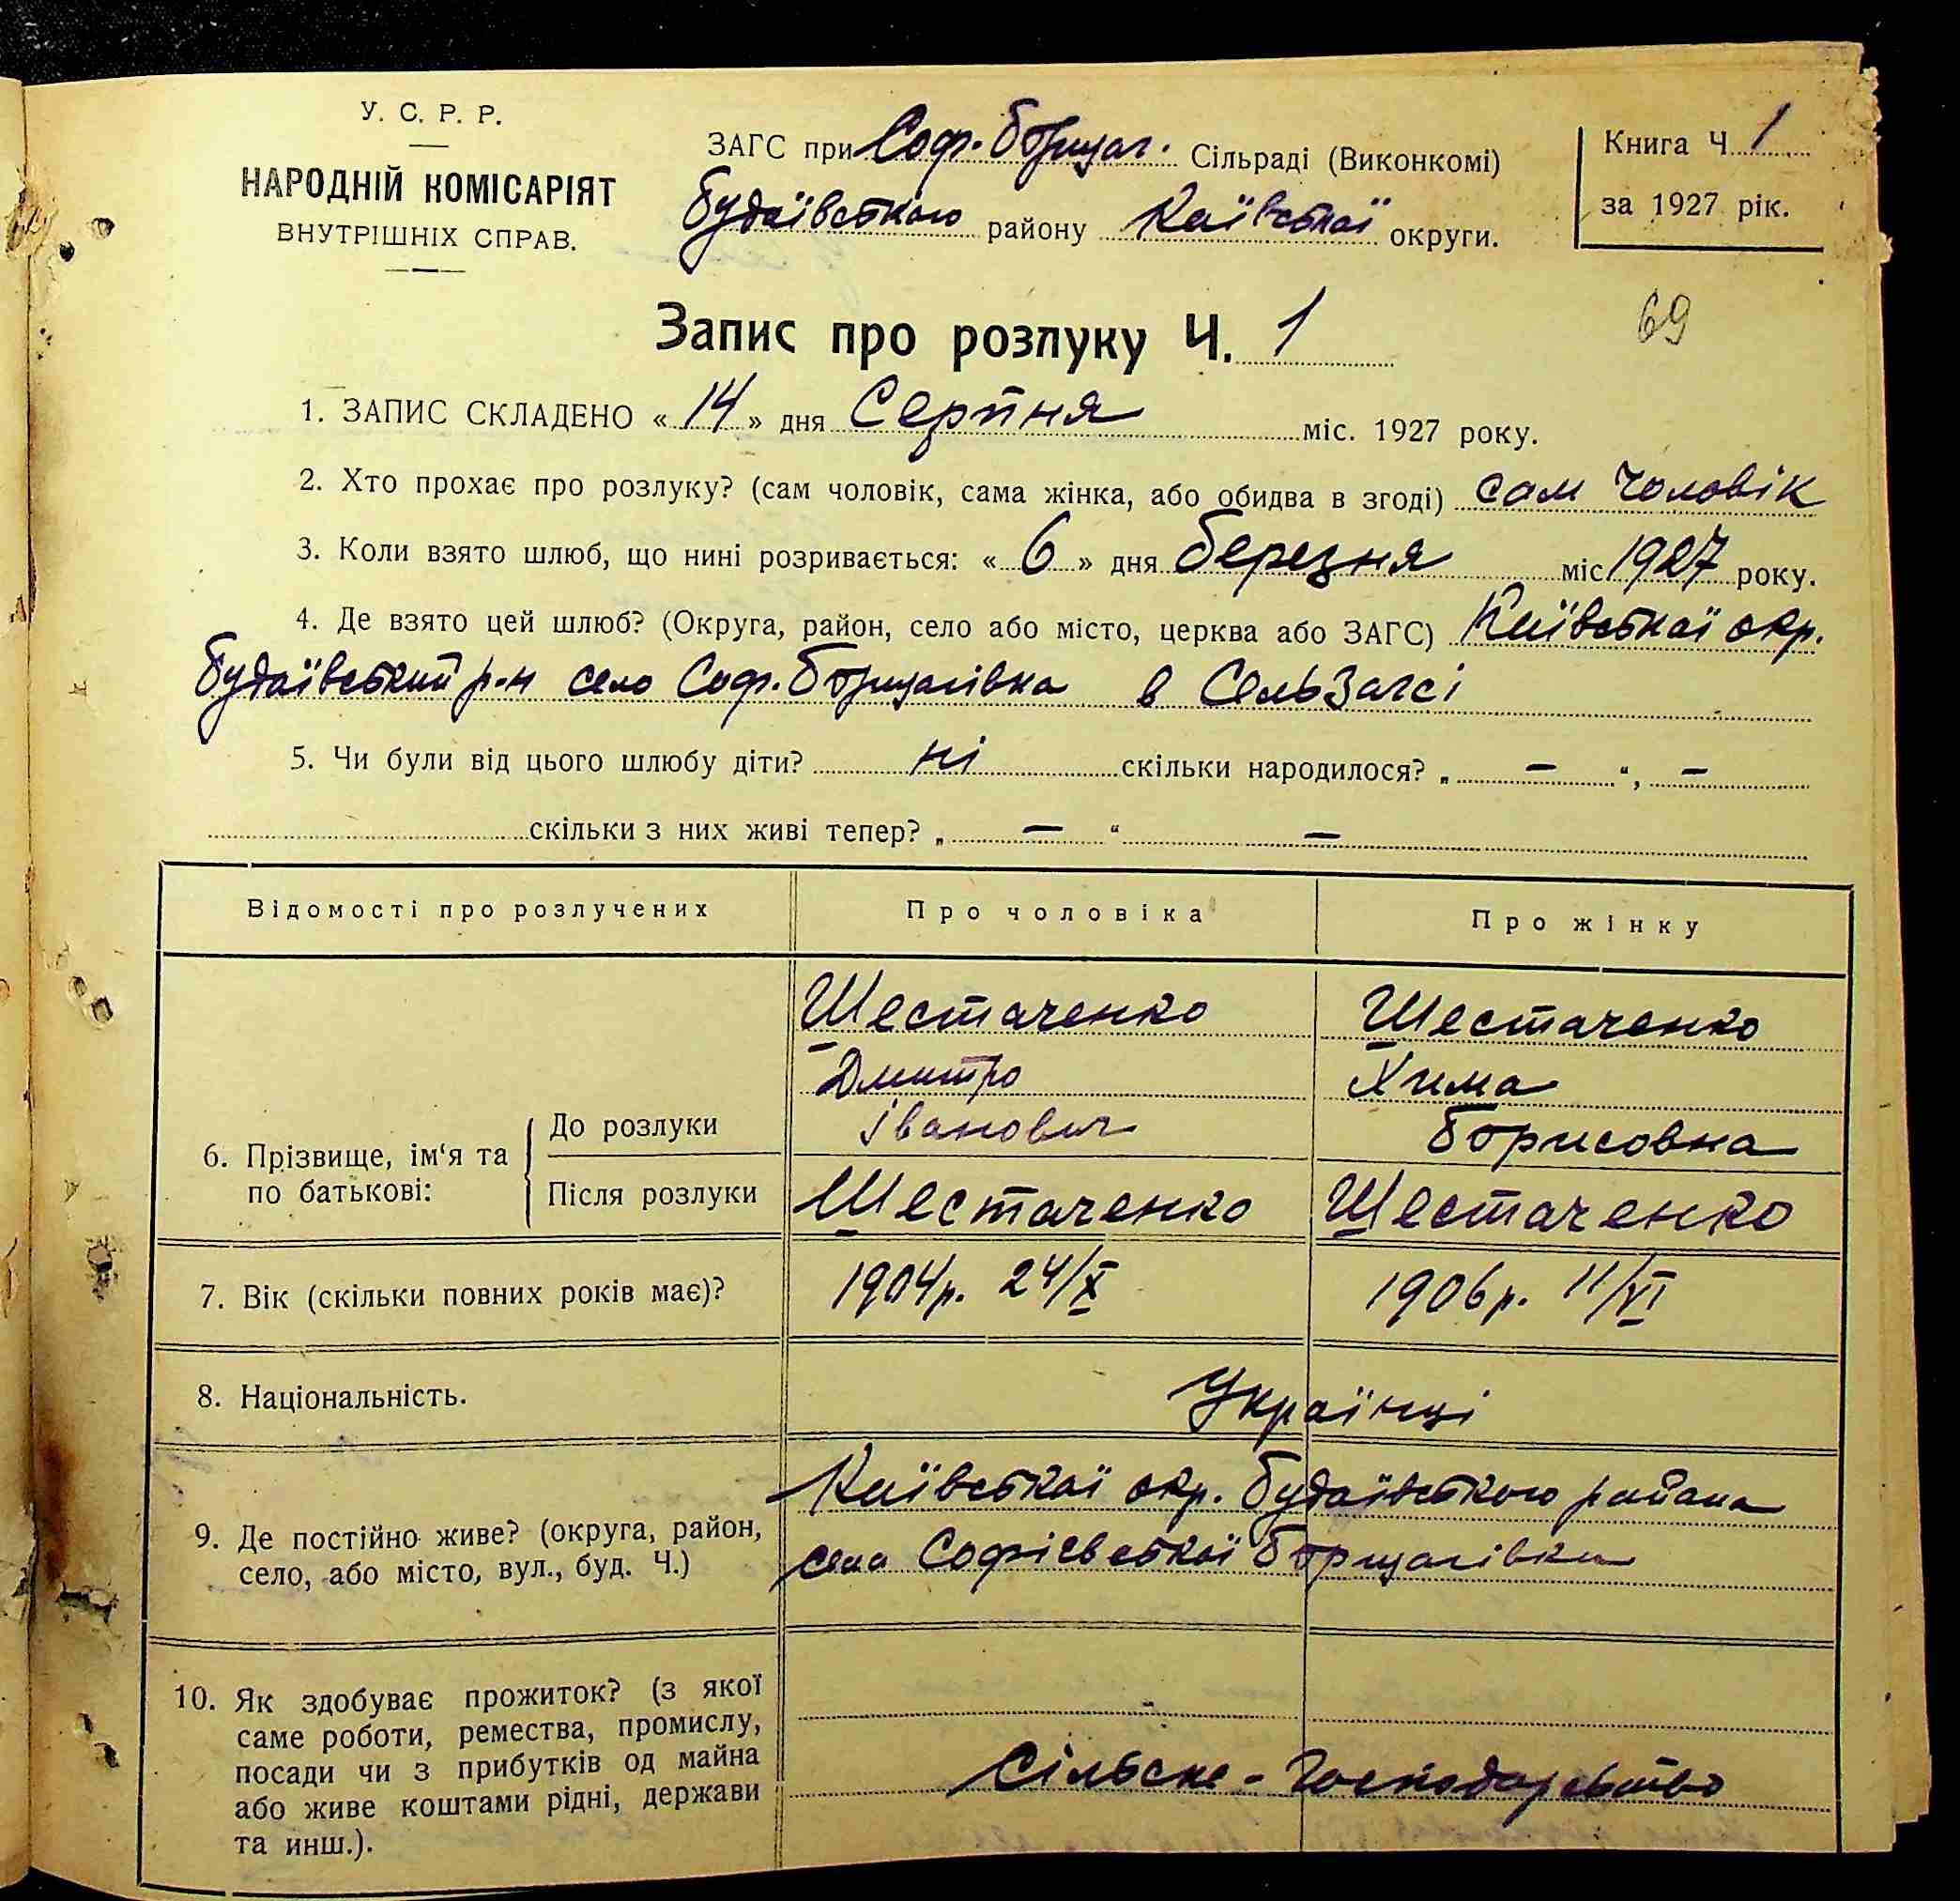 У. С. Р. Р.
НАРОДНІЙ КОМІСАРІЯТ
ВНУТРІШНІХ СПРАВ.
ЗАГС при Соф. Борщаг. Сільраді (Виконкомі)
Будаївського району Київської округи.
Книга Ч 1
за 1927 рік.
69
Запис про розлуку Ч. 1
1. ЗАПИС СКЛАДЕНО « 14 » дня Серпня міс. 1927 року.
2. Хто прохає про розлуку? (сам чоловік, сама жінка, або обидва в згоді) сам чоловік
3. Коли взято шлюб, що нині розривається: « 6 » дня березня міс 1927 року.
4. Де взято цей шлюб? (Округа, район, село або місто, церква або ЗАГС) Київської окр.
Будаївський р-н село Соф. Борщагівка в СельЗагсі
5. Чи були від цього шлюбу діти? ні скільки народилося? „ — “, —
скільки з них живі тепер? „ — “ —
Відомості про розлучених Про чоловіка Про жінку
Шестаченко Шестаченко
Дмитро Хима
До розлуки Іванович Борисовна
6. Прізвище, ім‘я та
по батькові:
Після розлуки Шестаченко Шестаченко
7. Вік (скільки повних років має)? 1904р. 24/X 1906р. 11/VI
8. Національність. Українці
Київської окр. Будаївського района
9. Де постійно живе? (округа, район,
село, або місто, вул., буд. Ч.) села Софієвської Борщагівки
10. Як здобуває прожиток? (з якої
саме роботи, ремества, промислу,
посади чи з прибутків од майна
або живе коштами рідні, держави
та инш.). Сільске-Господарство